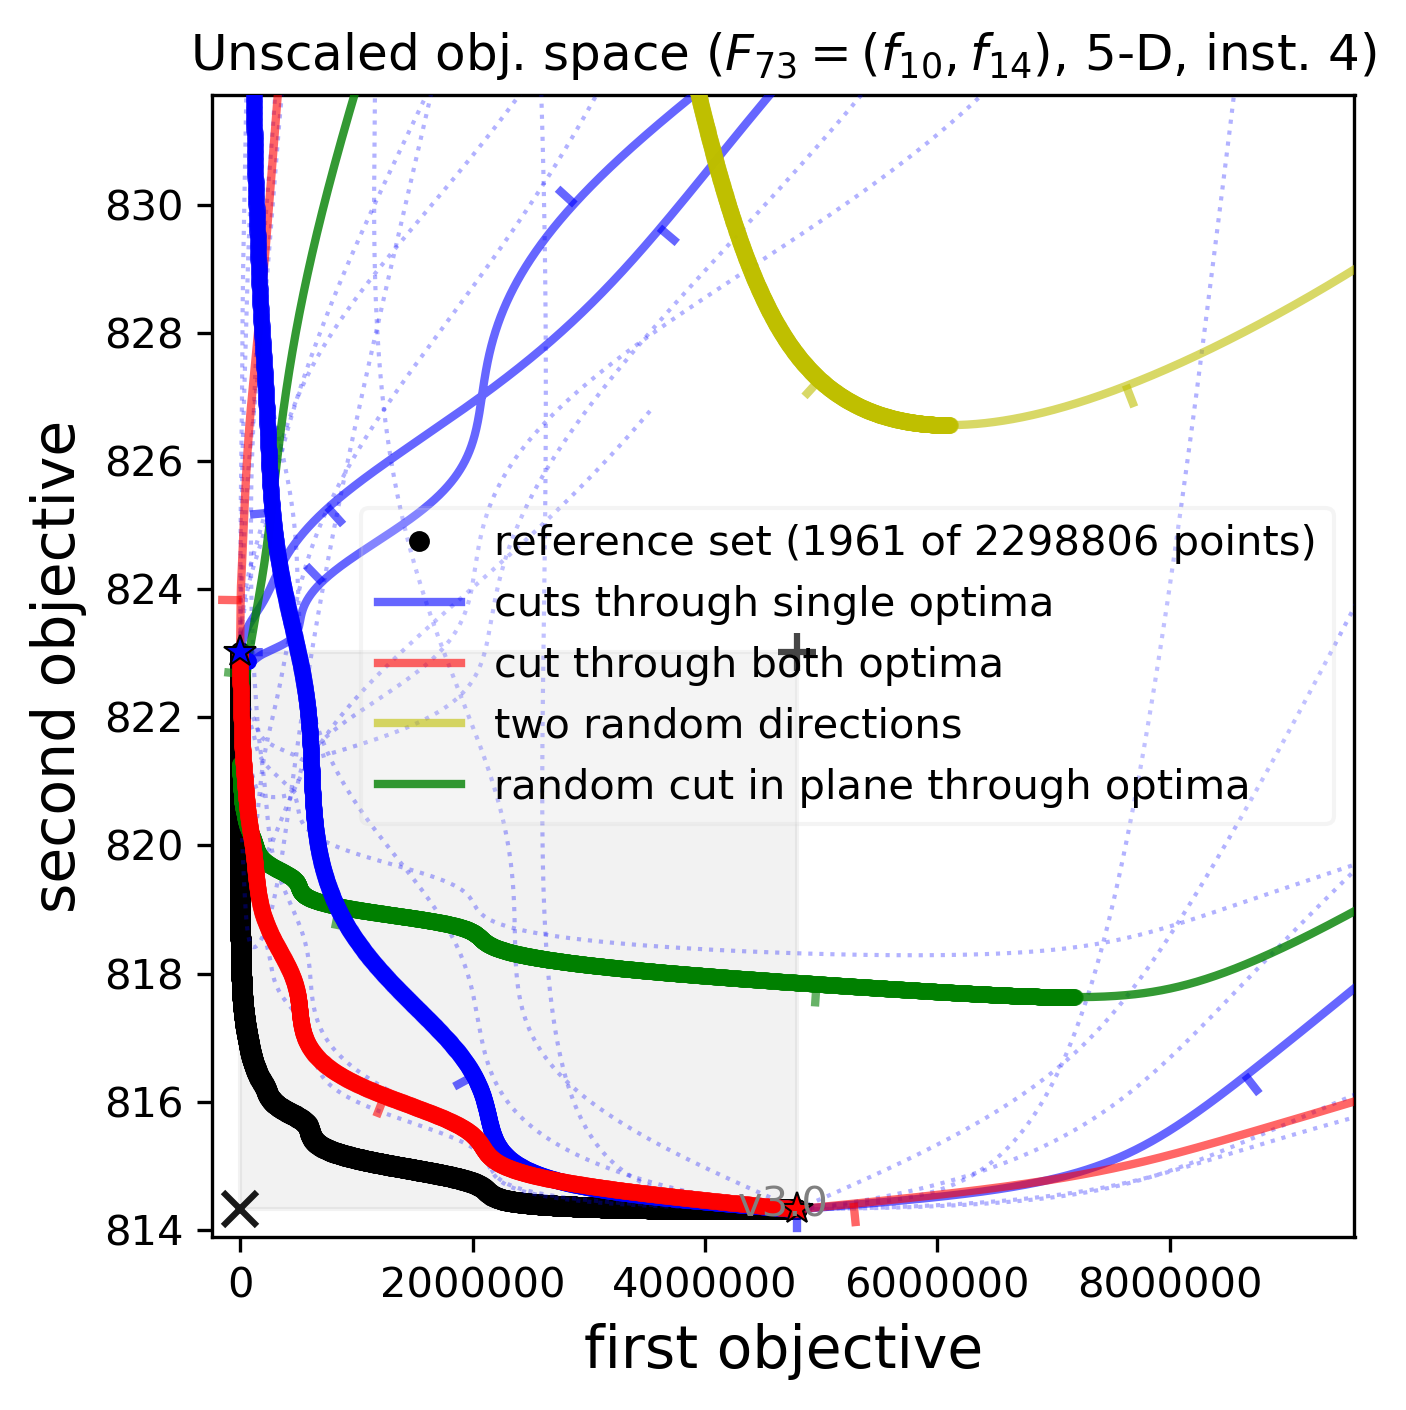 Unscaled obj. space (F₇₃ = (f₁₀, f₁₄), 5-D, inst. 4)
830
828
826
824
822
820
818
816
814
second objective
reference set (1961 of 2298806 points)
cuts through single optima
cut through both optima
two random directions
random cut in plane through optima
v3.0
0 2000000 4000000 6000000 8000000
first objective